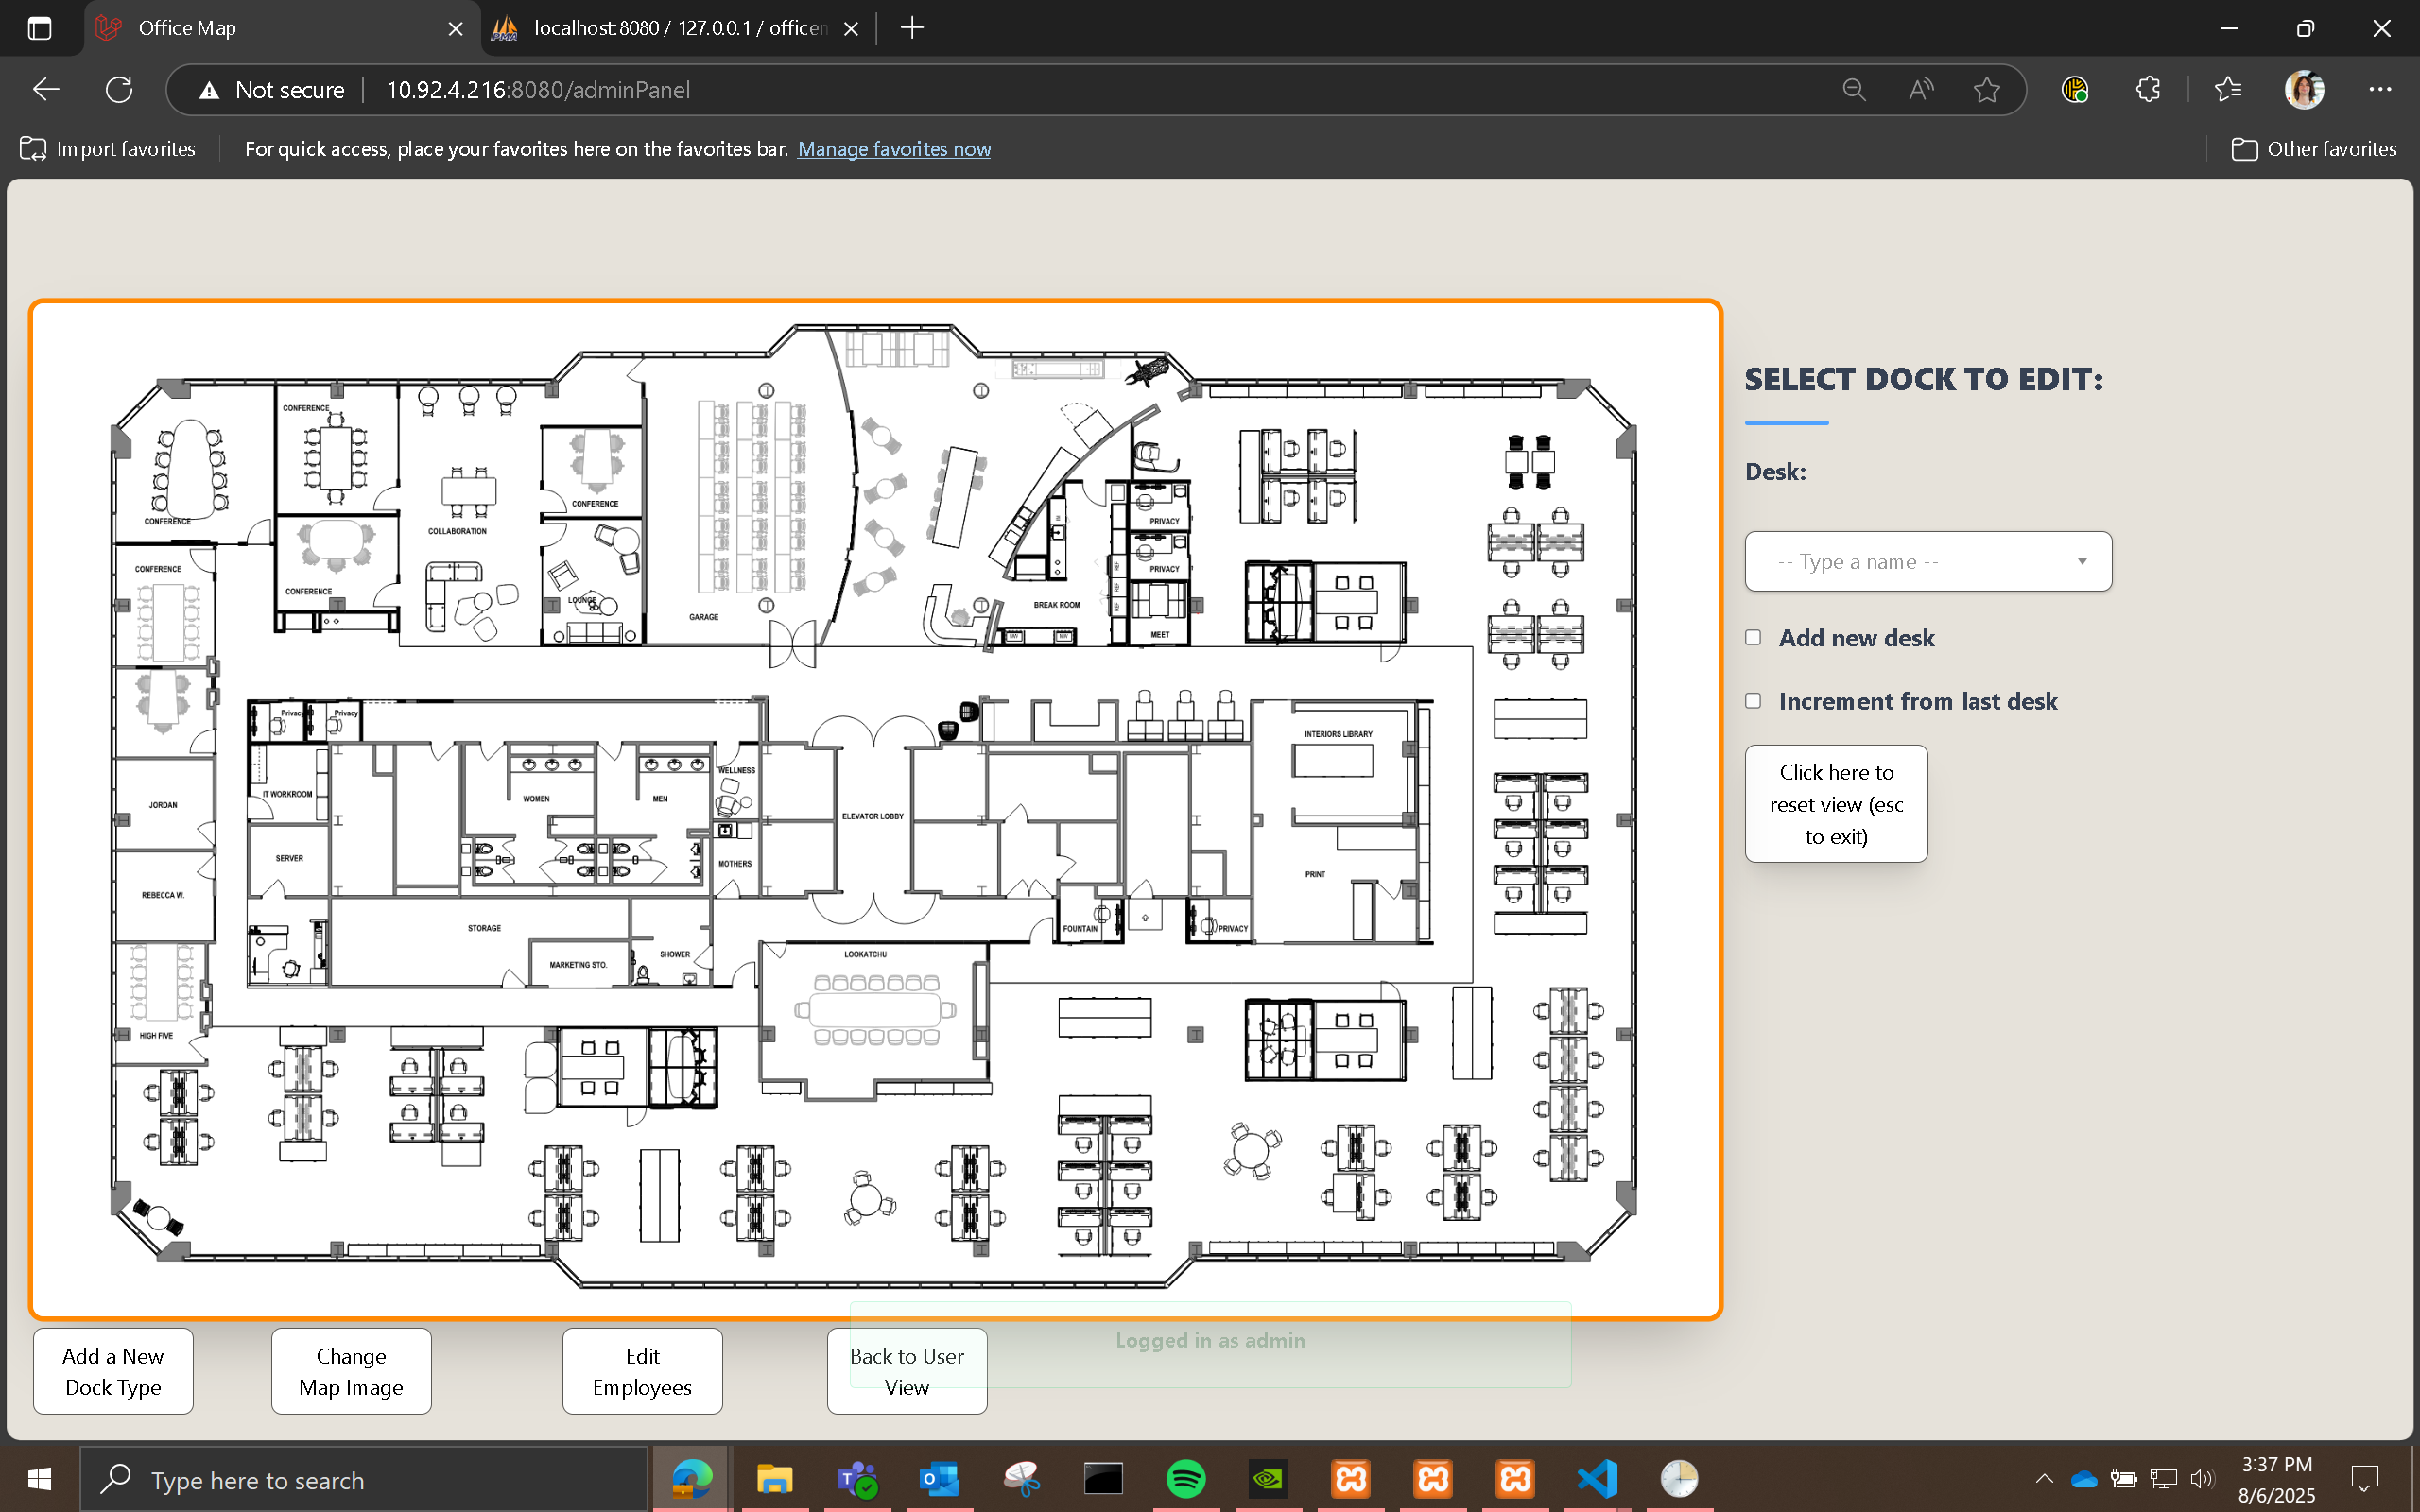 Office Map
localhost:8080 / 127.0.0.1 / officen
Not secure
10.92.4.216:8080/adminPanel
Import favorites
For quick access, place your favorites here on the favorites bar. Manage favorites now
Other favorites
CONFERENCE
CONFERENCE
CONFERENCE
COLLABORATION
CONFERENCE
CONFERENCE
CONFERENCE
LOUNGE
GARAGE
BREAK ROOM
PRIVACY
PRIVACY
MEET
REF
REF
REF
MW
MW
Privacy
Privacy
WELLNESS
IT WORKROOM
WOMEN
MEN
JORDAN
ELEVATOR LOBBY
INTERIORS LIBRARY
SERVER
MOTHERS
REBECCA W.
PRINT
STORAGE
FOUNTAIN
PRIVACY
MARKETING STO.
SHOWER
LOOKATCHU
HIGH FIVE
SELECT DOCK TO EDIT:
Desk:
-- Type a name --
Add new desk
Increment from last desk
Click here to
reset view (esc
to exit)
Add a New
Dock Type
Change
Map Image
Edit
Employees
Back to User
View
Logged in as admin
Type here to search
3:37 PM
8/6/2025